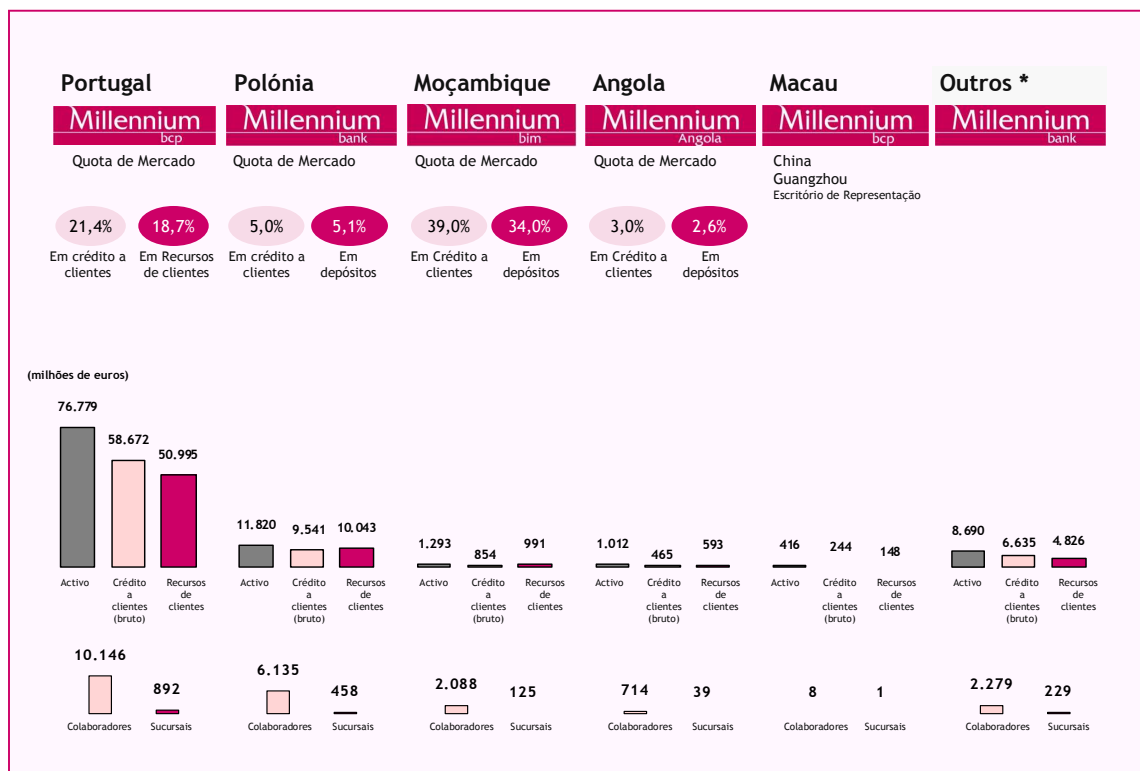 Portugal
Polónia
Moçambique
Angola
Macau
Outros *
Millennium
bcp
Millennium
bank
Millennium
bim
Millennium
Angola
Millennium
bcp
Millennium
bank
Quota de Mercado
Quota de Mercado
Quota de Mercado
Quota de Mercado
China
Guangzhou
Escritório de Representação
21,4%
18,7%
5,0%
5,1%
39,0%
34,0%
3,0%
2,6%
Em crédito a
clientes
Em Recursos
de clientes
Em crédito a
clientes
Em
depósitos
Em Crédito a
clientes
Em
depósitos
Em Crédito a
clientes
Em
depósitos
(milhões de euros)
76.779
58.672
50.995
11.820
9.541
10.043
1.293
854
991
1.012
465
593
416
244
148
8.690
6.635
4.826
Activo
Crédito
a
clientes
(bruto)
Recursos
de
clientes
Activo
Crédito
a
clientes
(bruto)
Recursos
de
clientes
Activo
Crédito
a
clientes
(bruto)
Recursos
de
clientes
Activo
Crédito
a
clientes
(bruto)
Recursos
de
clientes
Activo
Crédito
a
clientes
(bruto)
Recursos
de
clientes
Activo
Crédito
a
clientes
(bruto)
Recursos
de
clientes
10.146
892
6.135
458
2.088
125
714
39
8
1
2.279
229
Colaboradores
Sucursais
Colaboradores
Sucursais
Colaboradores
Sucursais
Colaboradores
Sucursais
Colaboradores
Sucursais
Colaboradores
Sucursais